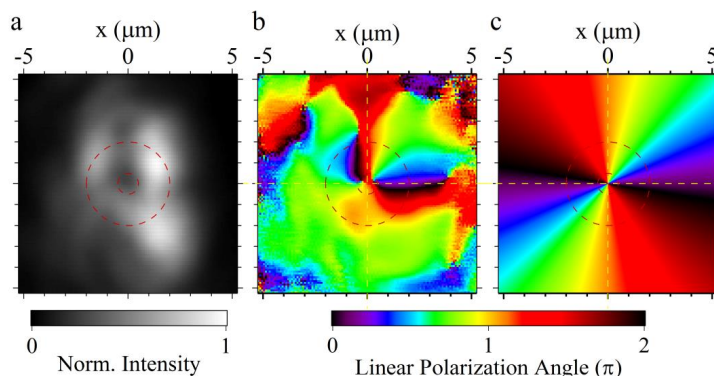 a
x (μm)
-5 0 5
b
x (μm)
-5 0 5
c
x (μm)
-5 0 5
0 1
Norm. Intensity
0 1 2
Linear Polarization Angle (π)